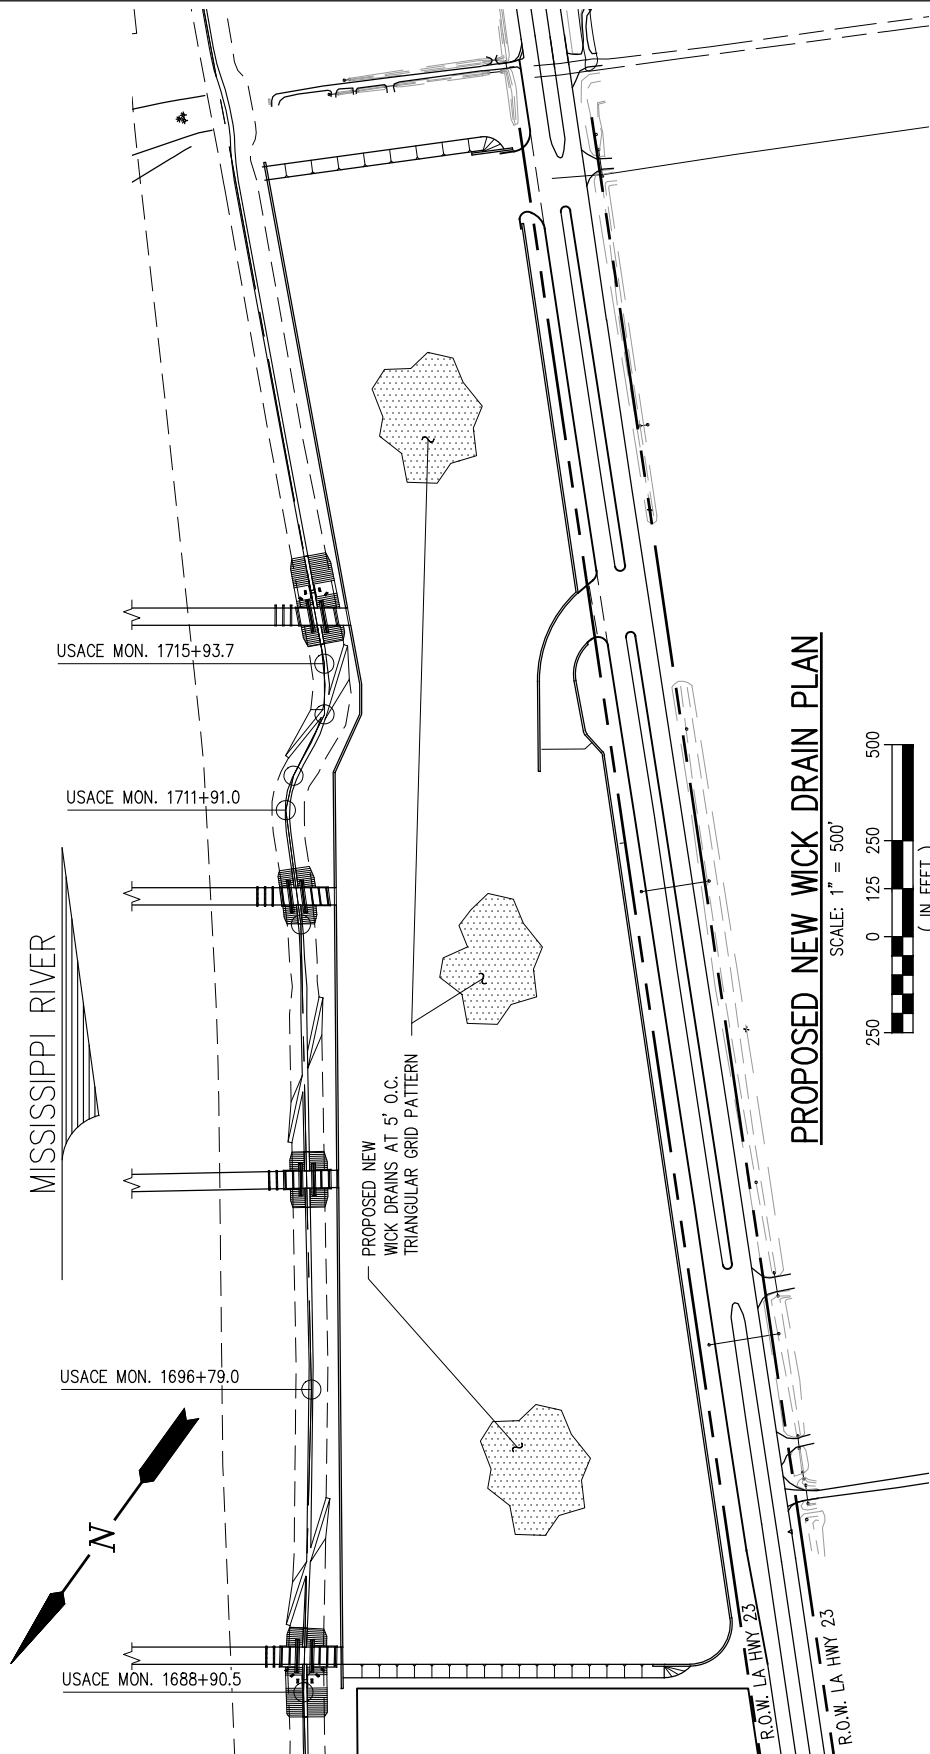 USACE MON. 1715+93.7
USACE MON. 1711+91.0
MISSISSIPPI RIVER
PROPOSED NEW
WICK DRAINS AT 5' O.C.
TRIANGULAR GRID PATTERN
USACE MON. 1696+79.0
N
USACE MON. 1688+90.5
R.O.W. LA HWY 23
R.O.W. LA HWY 23
PROPOSED NEW WICK DRAIN PLAN
SCALE: 1" = 500'
250 0 125 250 500
( IN FEET )